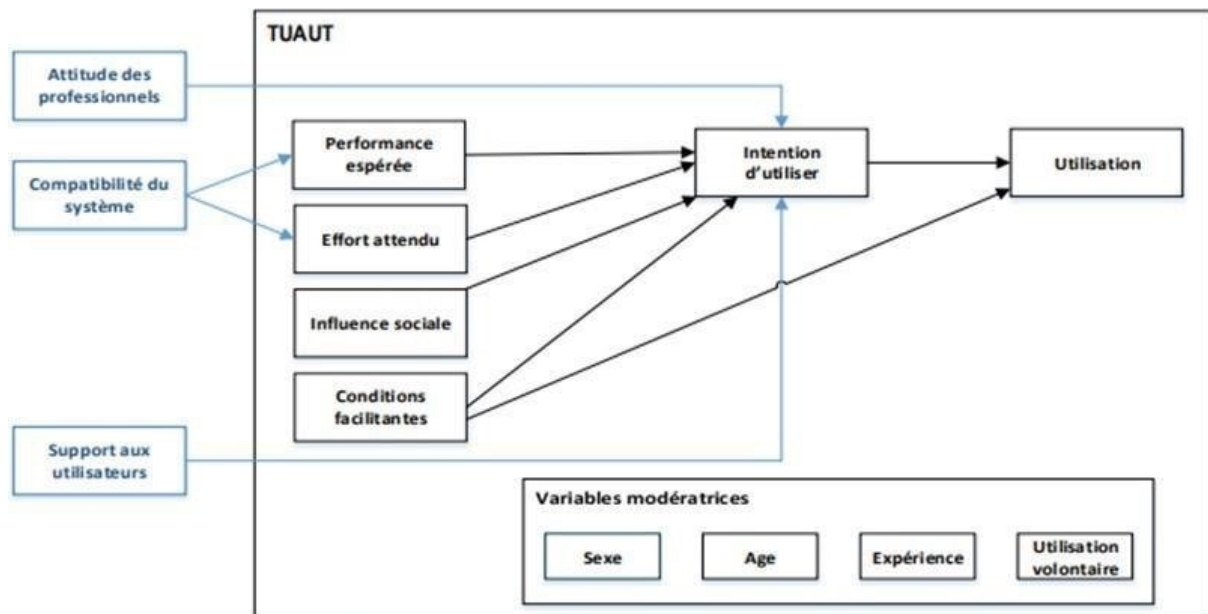 TUAUT
Attitude des
professionnels
Compatibilité du
système
Support aux
utilisateurs
Performance
espérée
Effort attendu
Influence sociale
Conditions
facilitantes
Intention
d'utiliser
Utilisation
Variables modératrices
Sexe
Age
Expérience
Utilisation
volontaire